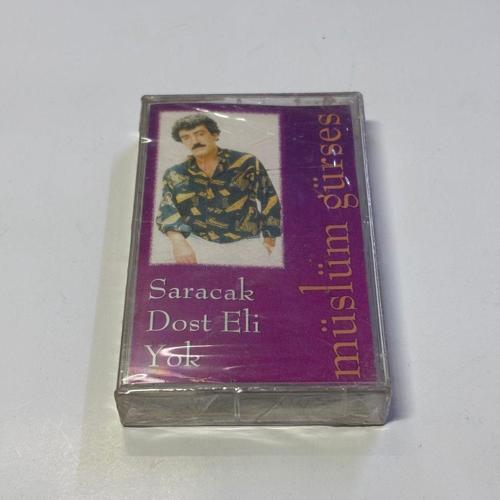 Saracak
Dost Eli
Yok
müslüm gürses